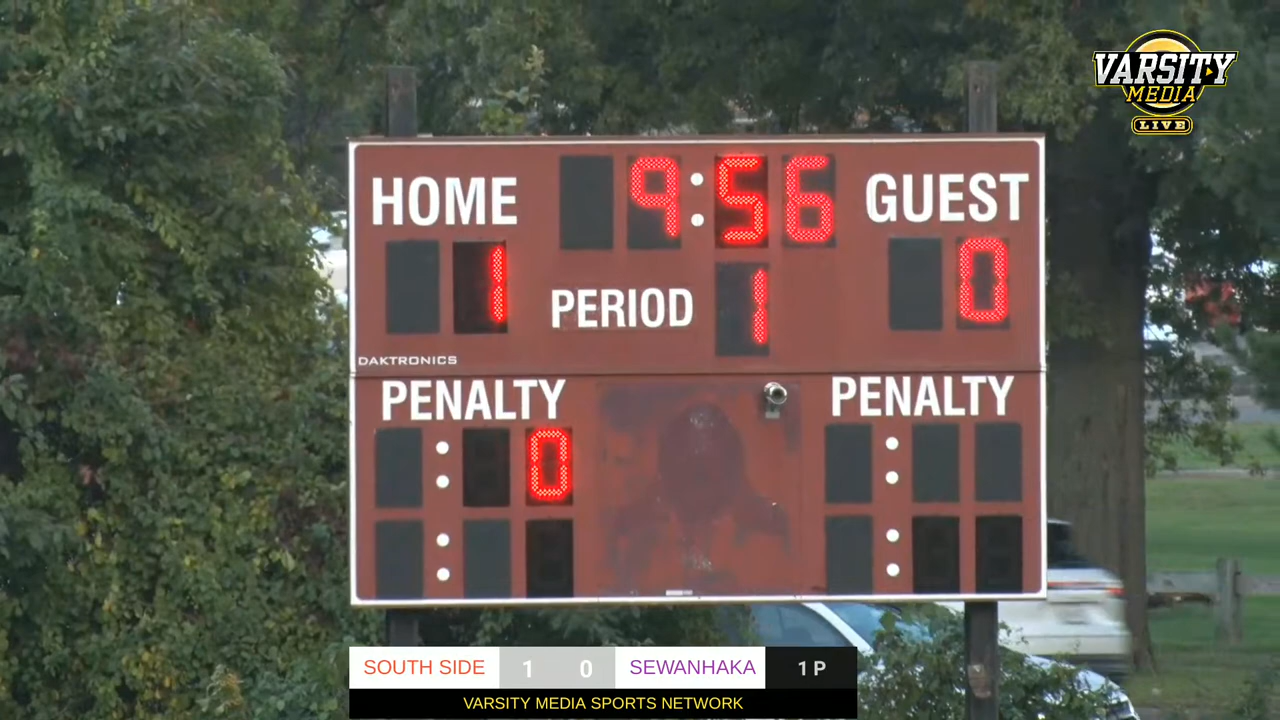 VARSITY
MEDIA
LIVE
9:56
HOME
GUEST
1
0
PERIOD 1
DAKTRONICS
PENALTY
PENALTY
0
SOUTH SIDE 1 0 SEWANHAKA 1 P
VARSITY MEDIA SPORTS NETWORK